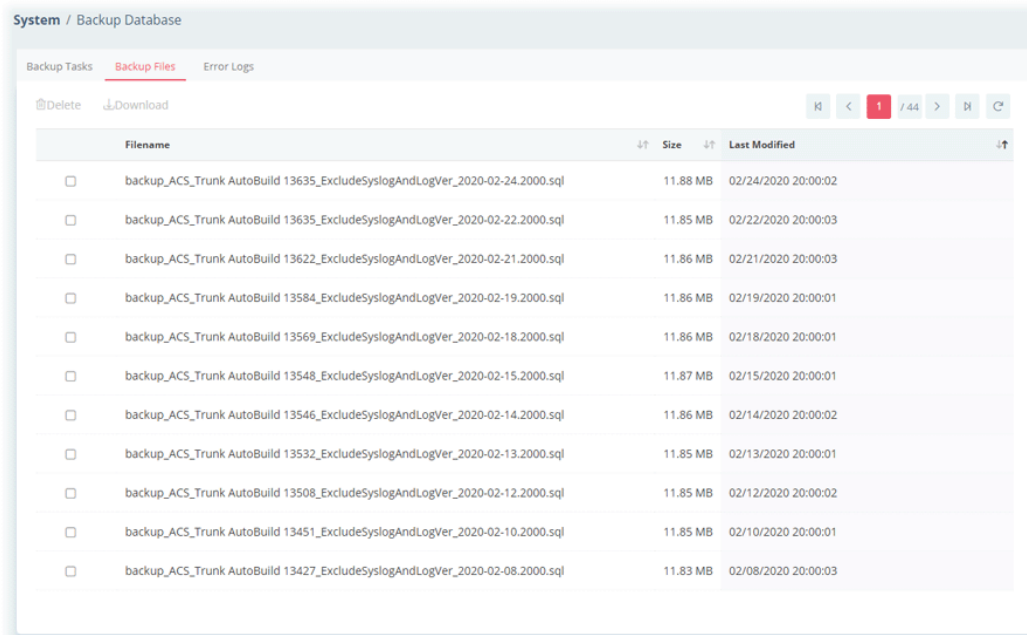 System / Backup Database
Backup Tasks Backup Files Error Logs
Delete Download 1 / 44
Filename Size Last Modified
backup_ACS_Trunk AutoBuild 13635_ExcludeSyslogAndLogVer_2020-02-24.2000.sql 11.88 MB 02/24/2020 20:00:02
backup_ACS_Trunk AutoBuild 13635_ExcludeSyslogAndLogVer_2020-02-22.2000.sql 11.85 MB 02/22/2020 20:00:03
backup_ACS_Trunk AutoBuild 13622_ExcludeSyslogAndLogVer_2020-02-21.2000.sql 11.86 MB 02/21/2020 20:00:03
backup_ACS_Trunk AutoBuild 13584_ExcludeSyslogAndLogVer_2020-02-19.2000.sql 11.86 MB 02/19/2020 20:00:01
backup_ACS_Trunk AutoBuild 13569_ExcludeSyslogAndLogVer_2020-02-18.2000.sql 11.86 MB 02/18/2020 20:00:01
backup_ACS_Trunk AutoBuild 13548_ExcludeSyslogAndLogVer_2020-02-15.2000.sql 11.87 MB 02/15/2020 20:00:01
backup_ACS_Trunk AutoBuild 13546_ExcludeSyslogAndLogVer_2020-02-14.2000.sql 11.86 MB 02/14/2020 20:00:02
backup_ACS_Trunk AutoBuild 13532_ExcludeSyslogAndLogVer_2020-02-13.2000.sql 11.85 MB 02/13/2020 20:00:01
backup_ACS_Trunk AutoBuild 13508_ExcludeSyslogAndLogVer_2020-02-12.2000.sql 11.85 MB 02/12/2020 20:00:02
backup_ACS_Trunk AutoBuild 13451_ExcludeSyslogAndLogVer_2020-02-10.2000.sql 11.85 MB 02/10/2020 20:00:01
backup_ACS_Trunk AutoBuild 13427_ExcludeSyslogAndLogVer_2020-02-08.2000.sql 11.83 MB 02/08/2020 20:00:03